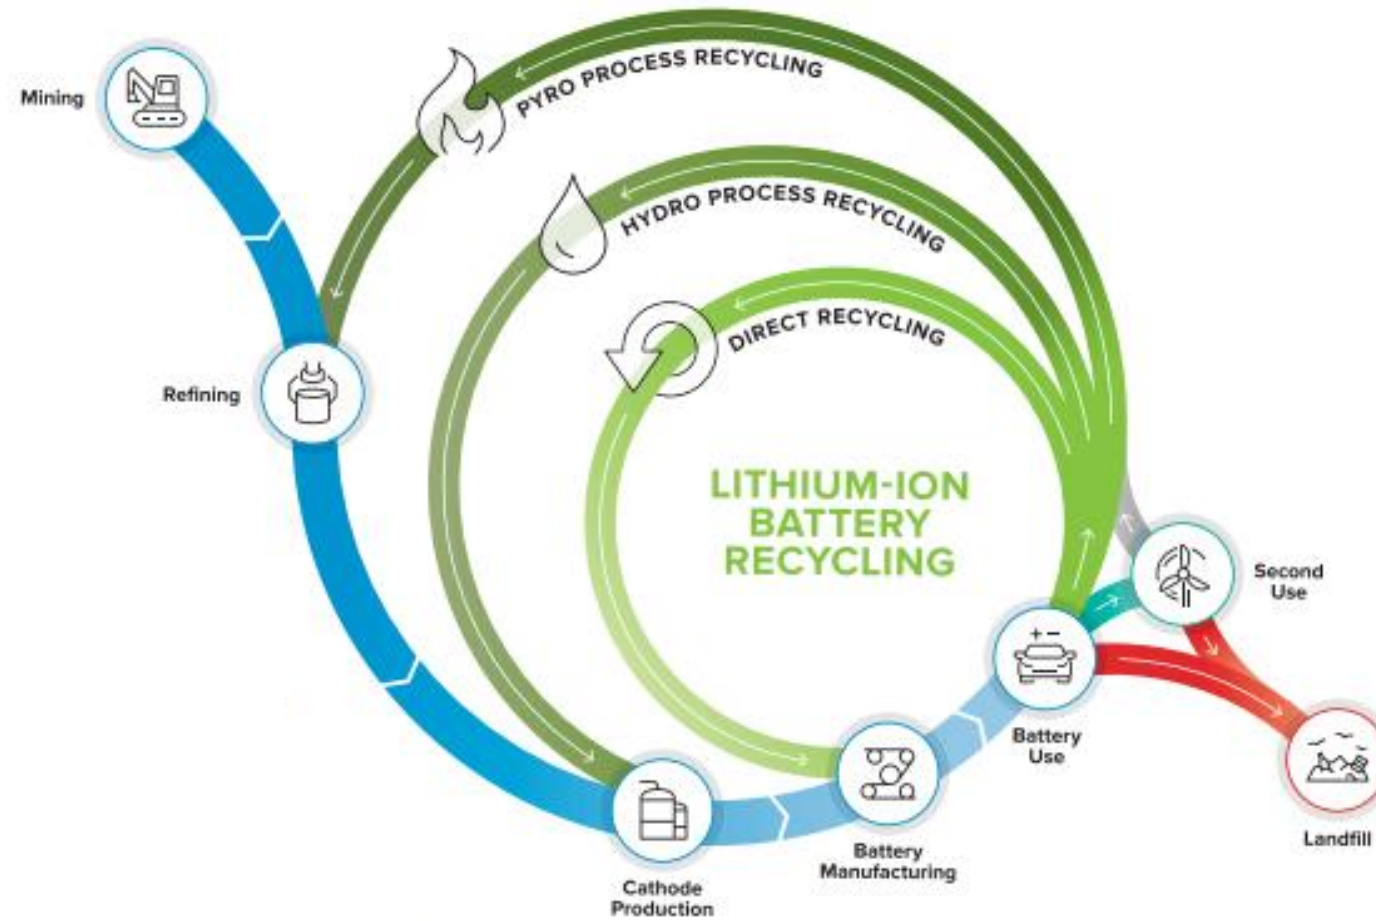 PYRO PROCESS RECYCLING
Mining
HYDRO PROCESS RECYCLING
DIRECT RECYCLING
Refining
LITHIUM-ION
BATTERY
RECYCLING
Second
Use
+ −
Battery
Use
Landfill
Battery
Manufacturing
Cathode
Production